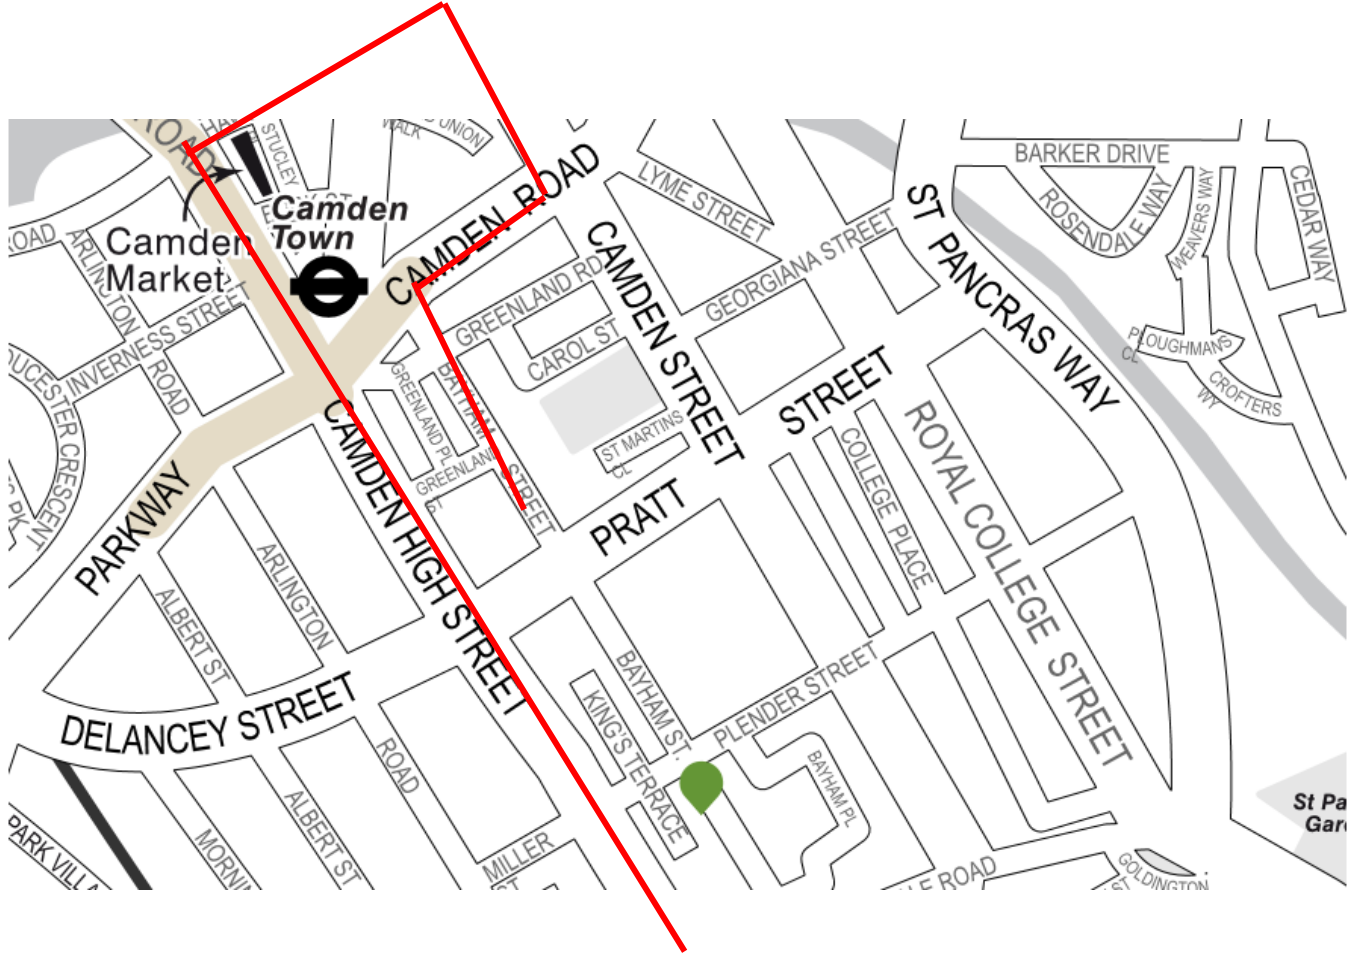 ROAD
STUCLEY
WALK
UNION
CAMDEN ROAD
LYME STREET
BARKER DRIVE
ROSENDALE WAY
WEAVERS WAY
CEDAR WAY
Camden
Town
Camden
Market
ROAD
ARLINGTON
ROAD
INVERNESS STREET
GREENLAND RD
CAROL ST
CAMDEN STREET
GEORGIANA STREET
ST PANCRAS WAY
PLOUGHMANS
CL
CROFTERS
WY
GREENLAND PL
BAYHAM
STREET
GREENLAND
ST
ST MARTINS
CL
PRATT
STREET
COLLEGE PLACE
ROYAL COLLEGE STREET
CRESCENT
PARKWAY
ALBERT ST
ARLINGTON
CAMDEN HIGH STREET
DELANCEY STREET
ROAD
ALBERT ST
PARK VILLA
MILLER
ST
BAYHAM ST.
KING'S TERRACE
PLENDER STREET
BAYHAM PL
ROAD
GOLDINGTON
ST
St Pa
Gar